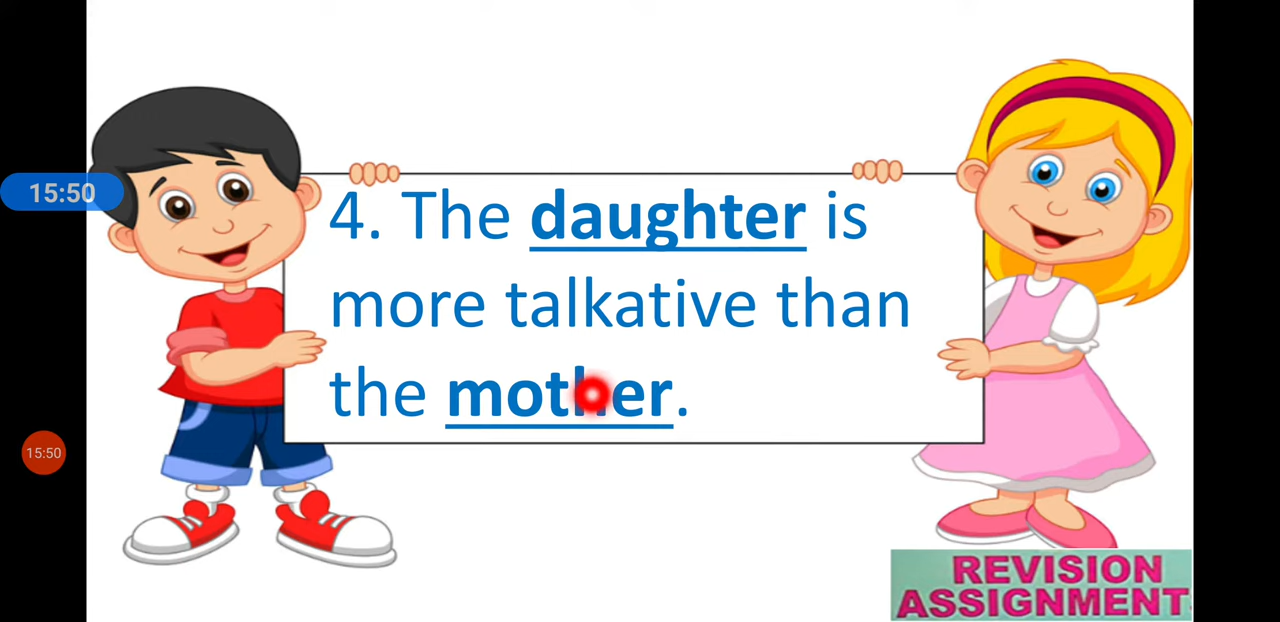 15:50
4. The daughter is
more talkative than
the mother.
15:50
REVISION
ASSIGNMENT